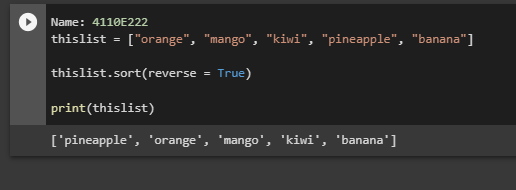 Name: 4110E222
thislist = ["orange", "mango", "kiwi", "pineapple", "banana"]
thislist.sort(reverse = True)
print(thislist)
['pineapple', 'orange', 'mango', 'kiwi', 'banana']